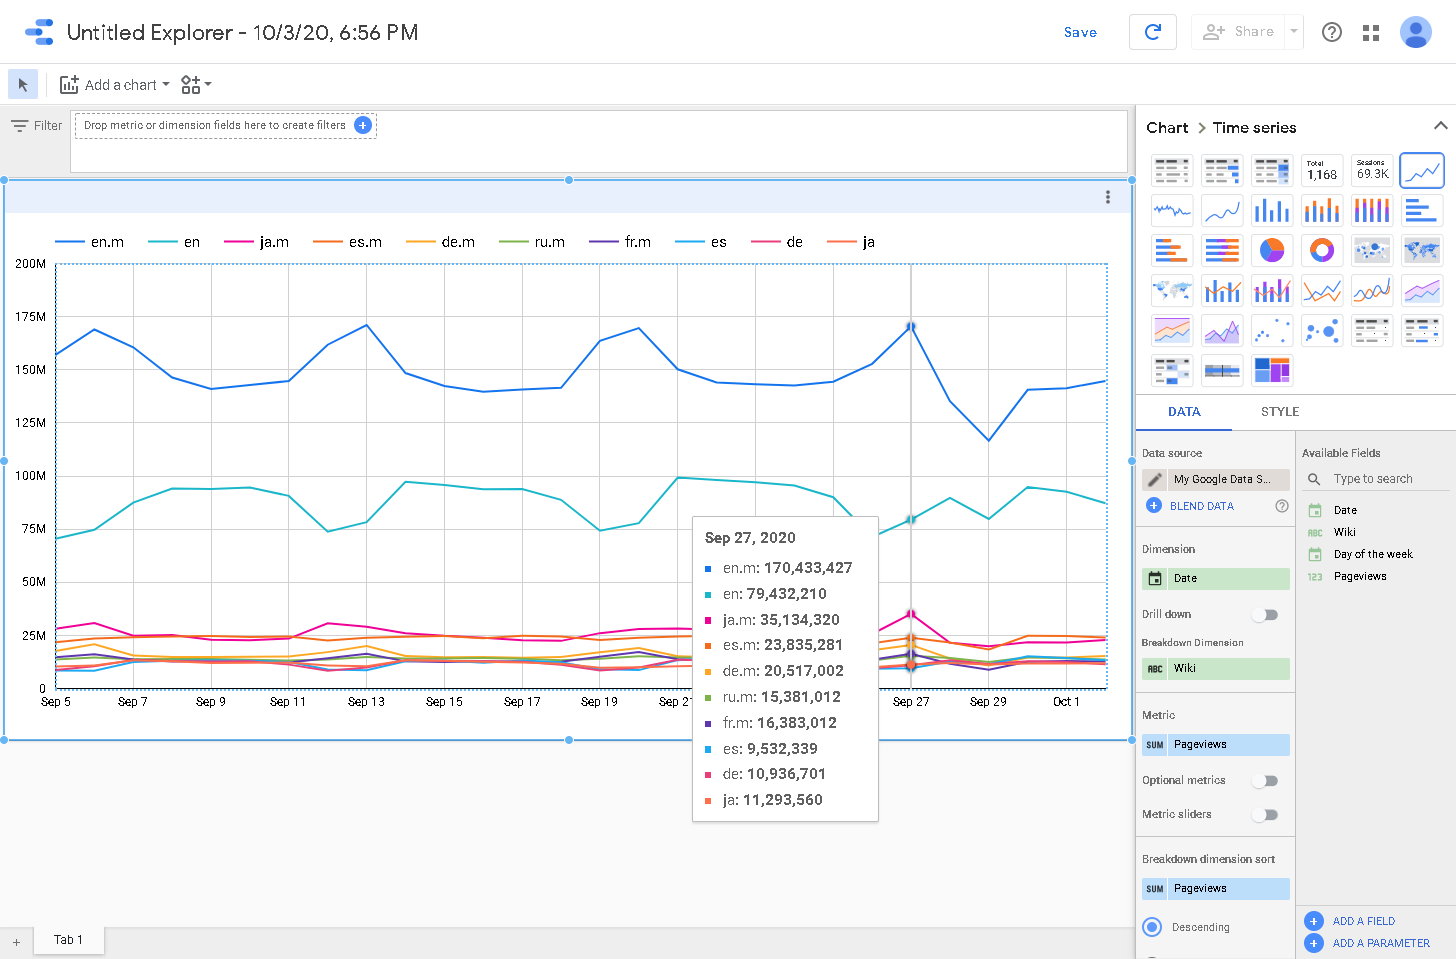 Untitled Explorer - 10/3/20, 6:56 PM
Save
Share
Add a chart
Filter
Drop metric or dimension fields here to create filters
en.m en ja.m es.m de.m ru.m fr.m es de ja
200M
175M
150M
125M
100M
75M
50M
25M
0
Sep 5 Sep 7 Sep 9 Sep 11 Sep 13 Sep 15 Sep 17 Sep 19 Sep 21 Sep 27 Sep 29 Oct 1
Sep 27, 2020
en.m: 170,433,427
en: 79,432,210
ja.m: 35,134,320
es.m: 23,835,281
de.m: 20,517,002
ru.m: 15,381,012
fr.m: 16,383,012
es: 9,532,339
de: 10,936,701
ja: 11,293,560
Tab 1
Chart > Time series
Total
1,168
Sessions
69.3K
DATA STYLE
Data source
My Google Data S...
BLEND DATA
Dimension
Date
Drill down
Breakdown Dimension
ABC Wiki
Metric
SUM Pageviews
Optional metrics
Metric sliders
Breakdown dimension sort
SUM Pageviews
Descending
Available Fields
Type to search
Date
ABC Wiki
Day of the week
123 Pageviews
ADD A FIELD
ADD A PARAMETER